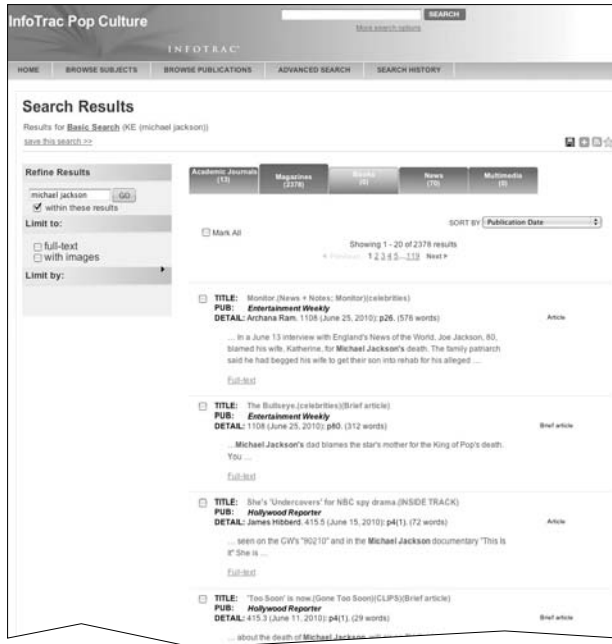 InfoTrac Pop Culture
SEARCH
More search options
INFOTRAC
HOME BROWSE SUBJECTS BROWSE PUBLICATIONS ADVANCED SEARCH SEARCH HISTORY
Search Results
Results for Basic Search (KE (michael jackson))
save this search >>
Refine Results
michael jackson GO
within these results
Limit to:
full-text
with images
Limit by:
Academic Journals (13)
Magazines (2378)
Books (0)
News (70)
Multimedia (0)
SORT BY Publication Date
Mark All
Showing 1 - 20 of 2378 results
1 2 3 4 5...119 Next
TITLE: Monitor.(News + Notes; Monitor)(celebrities)
PUB: Entertainment Weekly
DETAIL: Archana Ram. 1108 (June 25, 2010): p26. (576 words) Article
... In a June 13 interview with England's News of the World, Joe Jackson, 80,
blamed his wife, Katherine, for Michael Jackson's death. The family patriarch
said he had begged his wife to get their son into rehab for his alleged ...
Full-text
TITLE: The Bullseye.(celebrities)(Brief article)
PUB: Entertainment Weekly
DETAIL: 1108 (June 25, 2010): p80. (312 words) Brief article
...Michael Jackson's dad blames the star's mother for the King of Pop's death.
You ...
Full-text
TITLE: She's 'Undercovers' for NBC spy drama.(INSIDE TRACK)
PUB: Hollywood Reporter
DETAIL: James Hibberd. 415.5 (June 15, 2010): p4(1). (72 words) Article
... seen on the CW's "90210" and in the Michael Jackson documentary "This Is
It" She is ...
Full-text
TITLE: 'Too Soon' is now.(Gone Too Soon)(CLIPS)(Brief article)
PUB: Hollywood Reporter
DETAIL: 415.3 (June 11, 2010): p4(1). (29 words) Brief article
... about the death of Michael Jackson